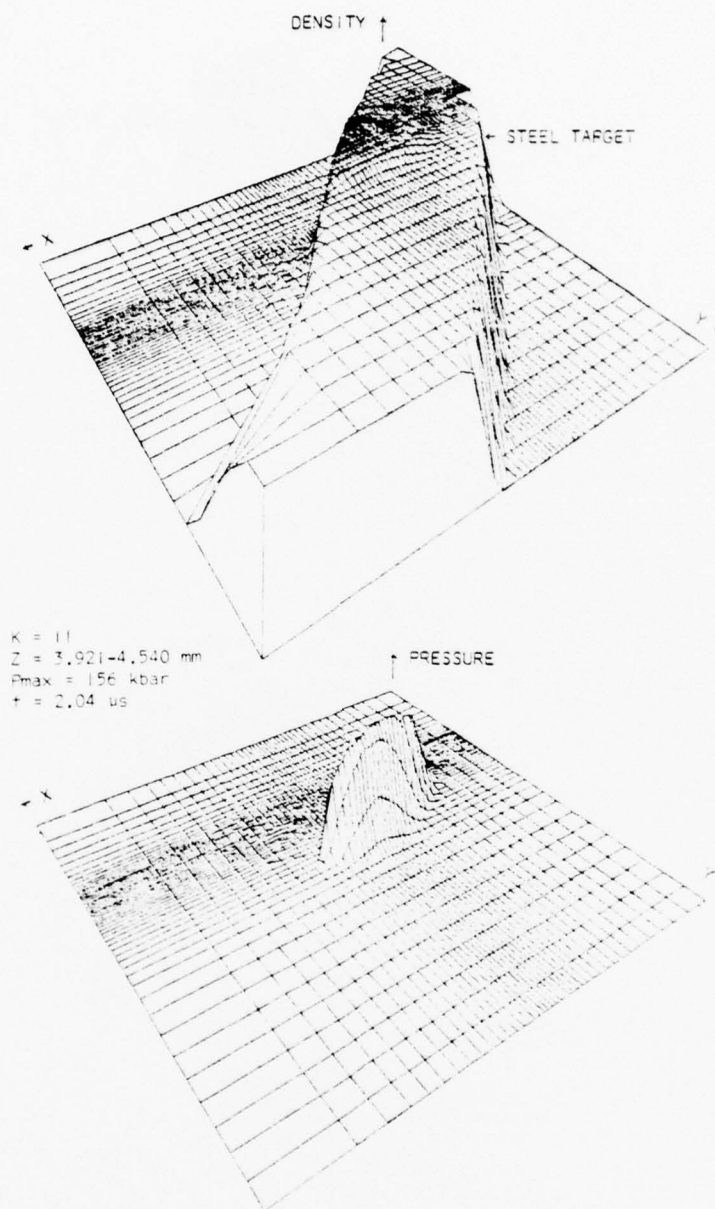 DENSITY
STEEL TARGET
X
Y
K = 11
Z = 3.921-4.540 mm
Pmax = 156 kbar
t = 2.04 us
PRESSURE
X